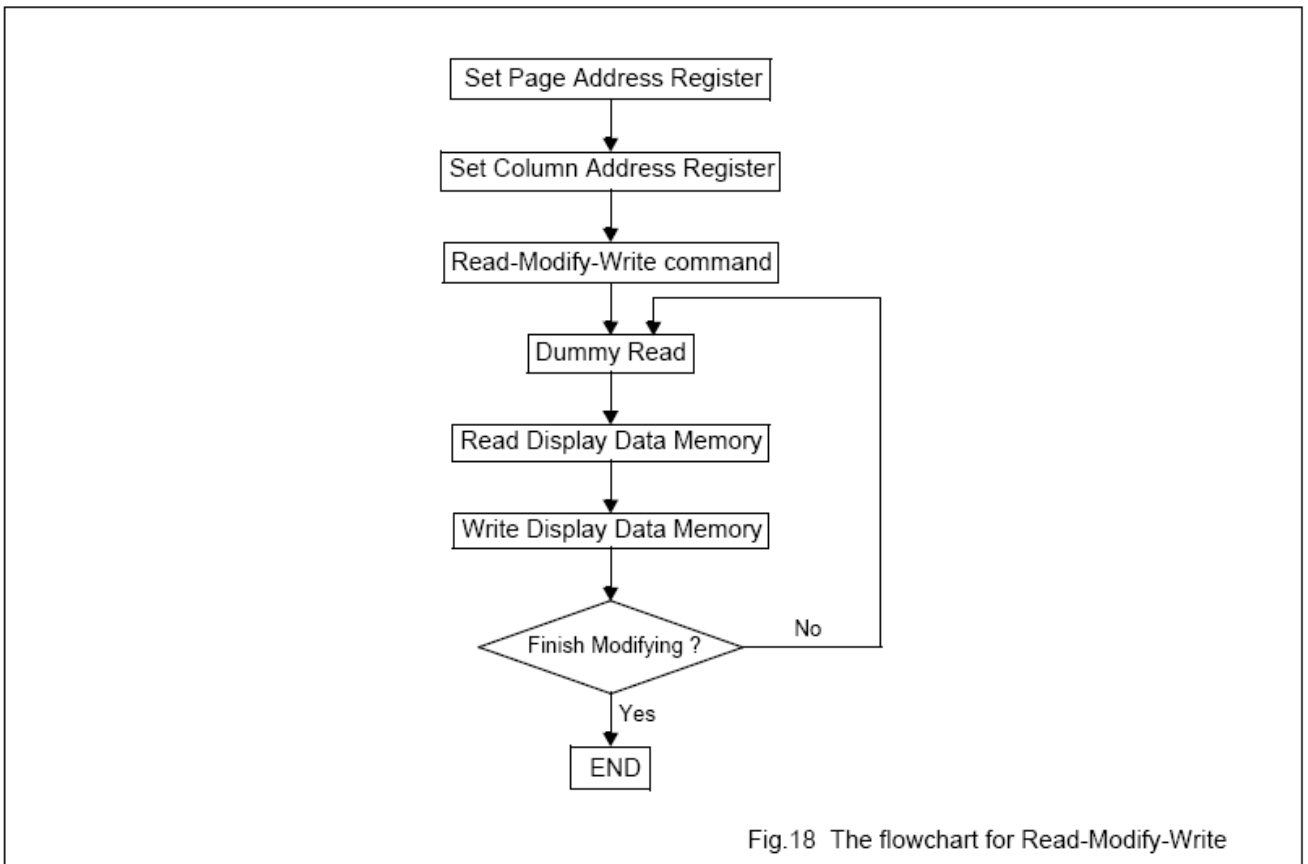 Set Page Address Register
Set Column Address Register
Read-Modify-Write command
Dummy Read
Read Display Data Memory
Write Display Data Memory
Finish Modifying ?
No
Yes
END
Fig.18 The flowchart for Read-Modify-Write